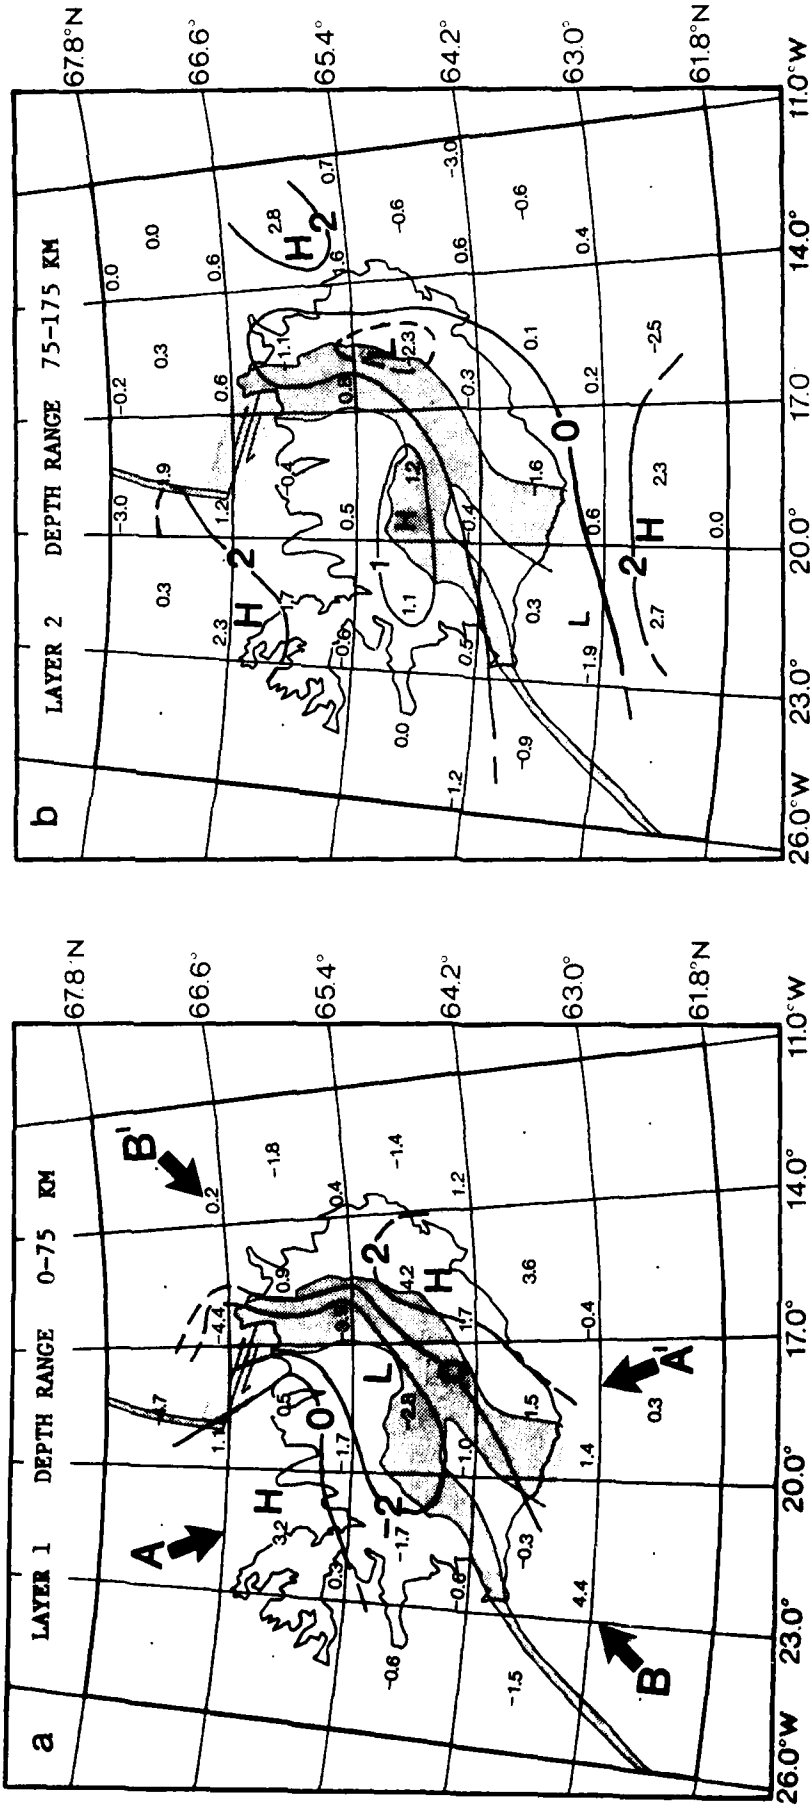 a LAYER 1 DEPTH RANGE 0-75 KM
67.8°N
A B'
1.1 -4.4 0.2 66.6°
3.2 H 0.5 0.9 -1.8
0.3 -1.7 0 0.4 65.4°
-0.6 -1.7 -2 -2.8 L 2 4.2 -1.4
-1.0 0 1.7 H 1.2 64.2°
-1.5 -0.3 1.5 3.6
4.4 1.4 -0.4 63.0°
B 0.3 A'
61.8°N
26.0°W 23.0° 20.0° 17.0° 14.0° 11.0°W
b LAYER 2 DEPTH RANGE 75-175 KM
67.8°N
-3.0 -0.2 0.0
0.3 1.9 0.3 0.0
2.3 1.2 0.6 0.6 66.6°
H 2
1.7 -0.4 -1.1 2.8
H 2
-0.6 0.5 0.8 1.6 0.7 65.4°
1
0.0 1.1 H 1.2 L -2.3 -0.6
-1.2 0.5 -0.4 -0.3 0.6 -3.0 64.2°
-0.9 0.3 -1.6 0.1 -0.6
0
L
-1.9 0.6 0.2 0.4 63.0°
2 H
2.7 2.3 -2.5
0.0 61.8°N
26.0°W 23.0° 20.0° 17.0 14.0° 11.0°W